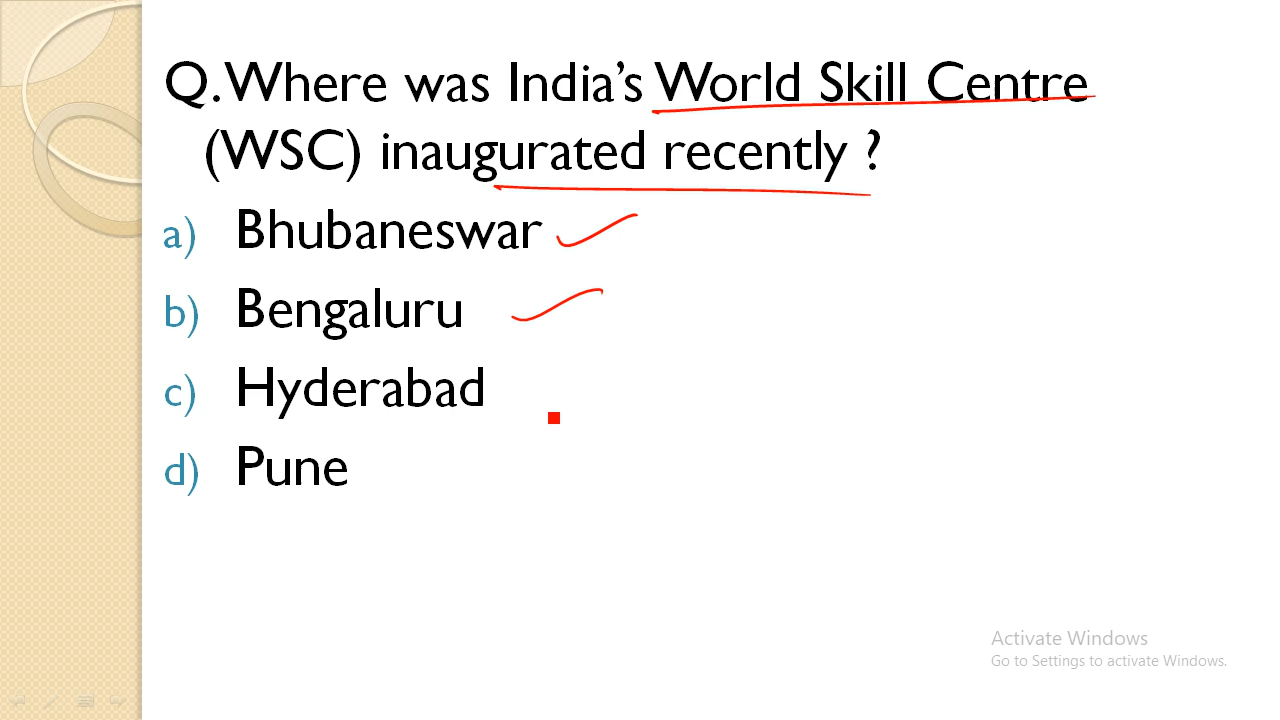 Q. Where was India’s World Skill Centre
(WSC) inaugurated recently ?
a) Bhubaneswar
b) Bengaluru
c) Hyderabad
d) Pune
Activate Windows
Go to Settings to activate Windows.